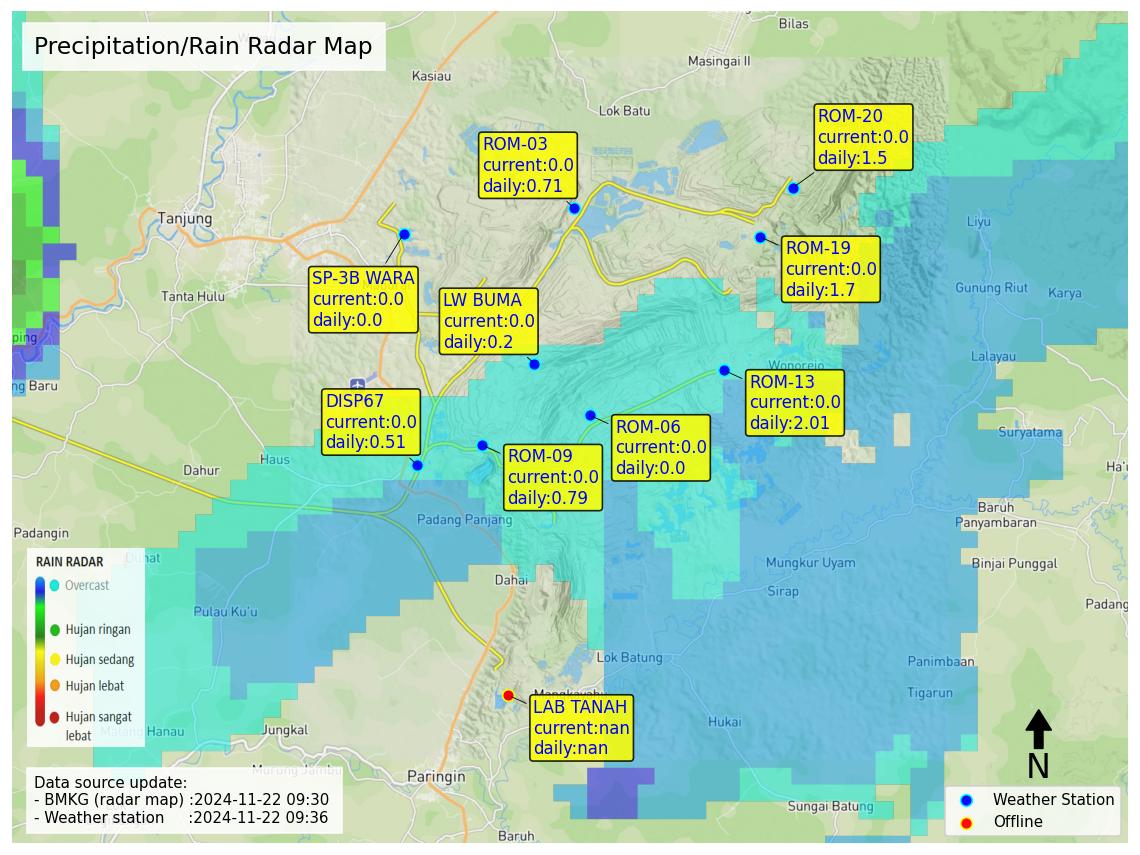 Precipitation/Rain Radar Map
Bilas
Masingai II
Kasiau
Lok Batu
ROM-20
current:0.0
daily:1.5
ROM-03
current:0.0
daily:0.71
Tanjung
Liyu
ROM-19
current:0.0
daily:1.7
SP-3B WARA
current:0.0
daily:0.0
Tanta Hulu
LW BUMA
current:0.0
daily:0.2
Gunung Riut
Karya
ping
Lalayau
Wonorejo
ng Baru
ROM-13
current:0.0
daily:2.01
DISP67
current:0.0
daily:0.51
ROM-06
current:0.0
daily:0.0
Suryatama
Haus
Dahur
ROM-09
current:0.0
daily:0.79
Ha'u
Baruh
Panyambaran
Padang Panjang
Padangin
RAIN RADAR
Overcast
Hujan ringan
Hujan sedang
Hujan lebat
Hujan sangat
lebat
Mungkur Uyam
Binjai Punggal
Dahai
Sirap
Padang
Pulau Ku'u
Lok Batung
Panimbaan
Mangkayahu
Tigarun
LAB TANAH
current:nan
daily:nan
Hukai
Malang Hanau
Jungkal
Murung Jambu
Paringin
N
Data source update:
- BMKG (radar map) :2024-11-22 09:30
- Weather station :2024-11-22 09:36
Sungai Batung
Baruh
Weather Station
Offline